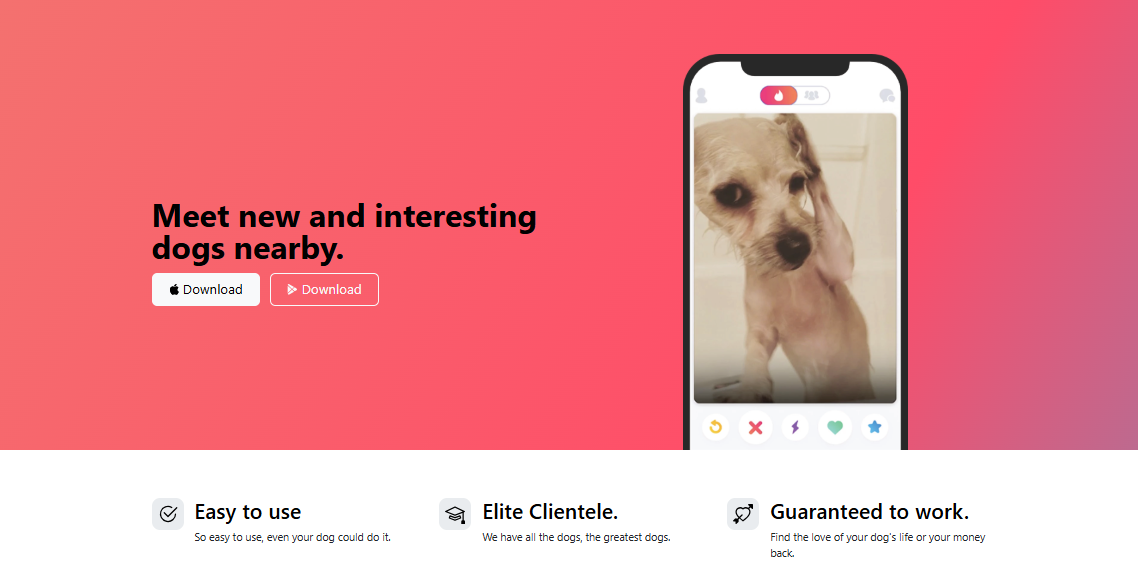 Meet new and interesting
dogs nearby.
Download
Download
Easy to use
So easy to use, even your dog could do it.
Elite Clientele.
We have all the dogs, the greatest dogs.
Guaranteed to work.
Find the love of your dog's life or your money
back.